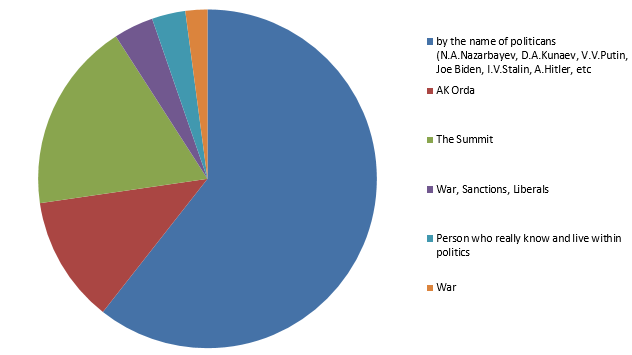 by the name of politicans
(N.A.Nazarbayev, D.A.Kunaev, V.V.Putin,
Joe Biden, I.V.Stalin, A.Hitler, etc
AK Orda
The Summit
War, Sanctions, Liberals
Person who really know and live within
politics
War